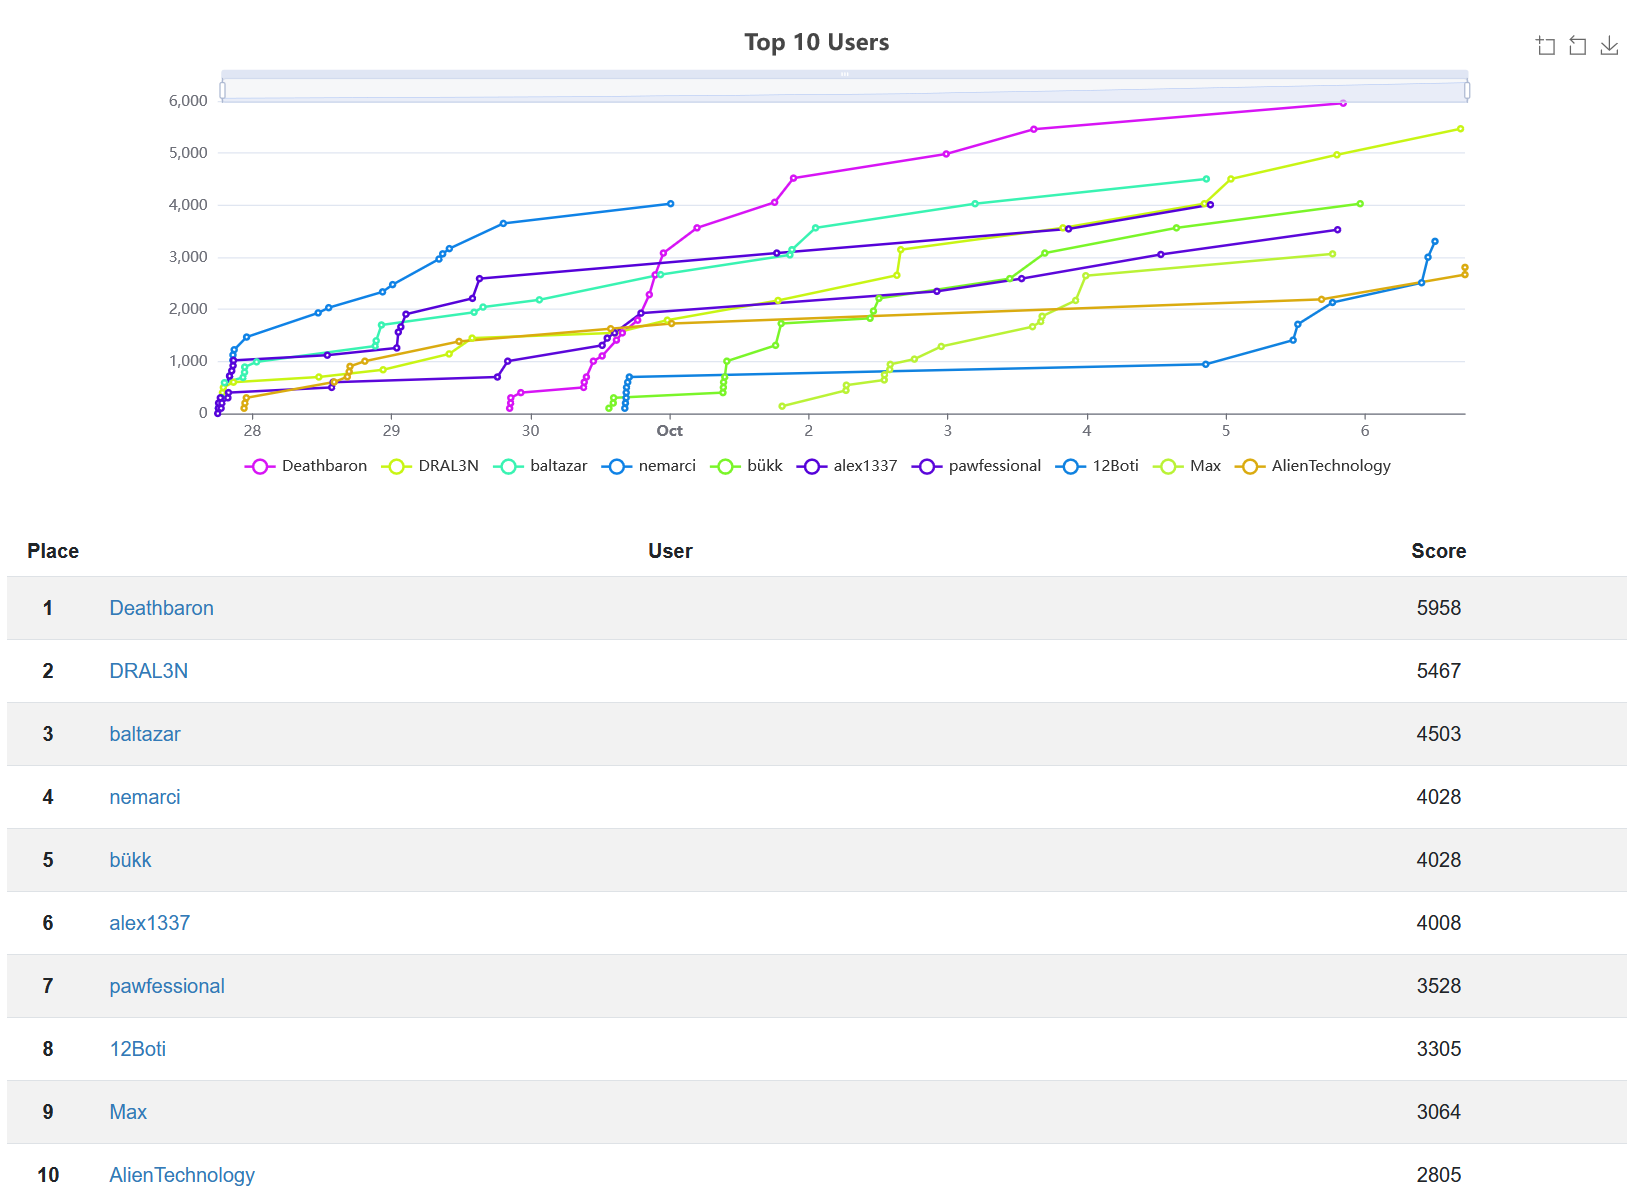 Top 10 Users
6,000
5,000
4,000
3,000
2,000
1,000
0
28 29 30 Oct 2 3 4 5 6
Deathbaron DRAL3N baltazar nemarci bükk alex1337 pawfessional 12Boti Max AlienTechnology
Place User Score
1 Deathbaron 5958
2 DRAL3N 5467
3 baltazar 4503
4 nemarci 4028
5 bükk 4028
6 alex1337 4008
7 pawfessional 3528
8 12Boti 3305
9 Max 3064
10 AlienTechnology 2805